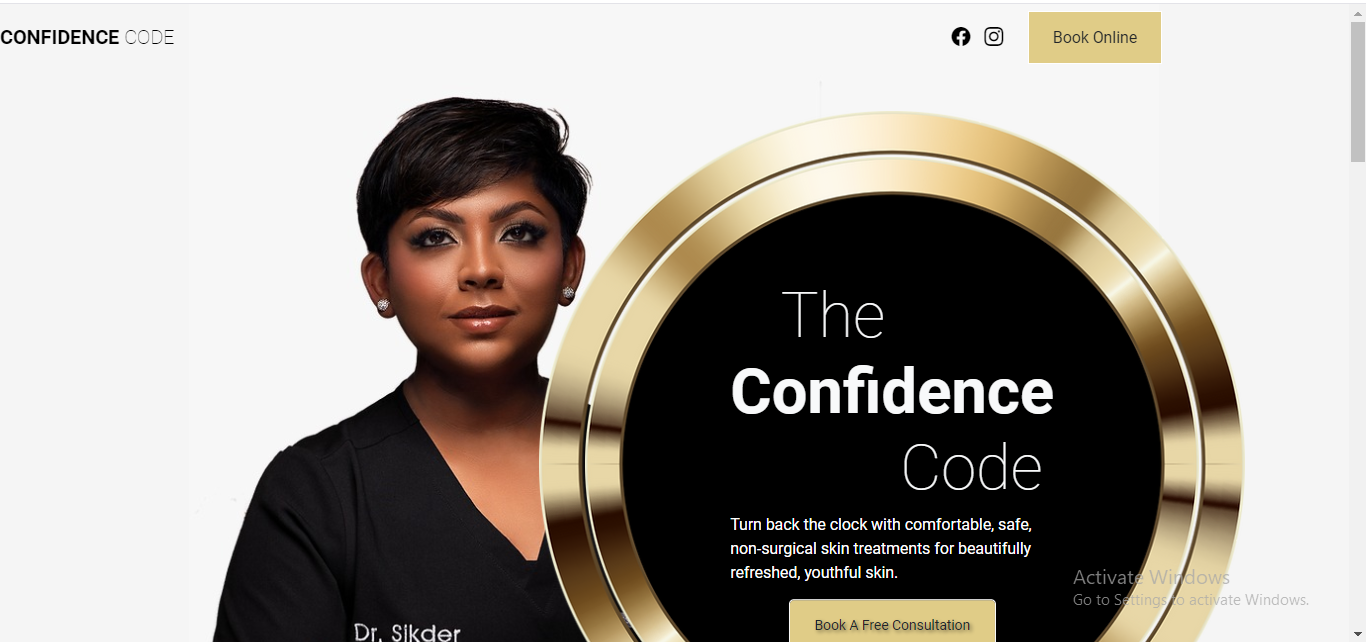 CONFIDENCE CODE
Book Online
The
Confidence
Code
Turn back the clock with comfortable, safe,
non-surgical skin treatments for beautifully
refreshed, youthful skin.
Activate Windows
Go to Settings to activate Windows.
Book A Free Consultation
Dr. Sikder